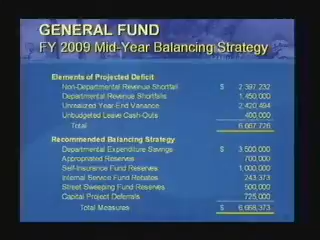 GENERAL FUND
FY 2009 Mid-Year Balancing Strategy
Elements of Projected Deficit
Non-Departmental Revenue Shortfall $ 2,397,232
Departmental Revenue Shortfalls 1,450,000
Unrealized Year-End Variance 2,420,494
Unbudgeted Leave Cash-Outs 400,000
Total 6,667,726
Recommended Balancing Strategy
Departmental Expenditure Savings $ 3,500,000
Appropriated Reserves 700,000
Self-Insurance Fund Reserves 1,000,000
Internal Service Fund Rebates 243,373
Street Sweeping Fund Reserves 500,000
Capital Project Deferrals 725,000
Total Measures $ 6,668,373